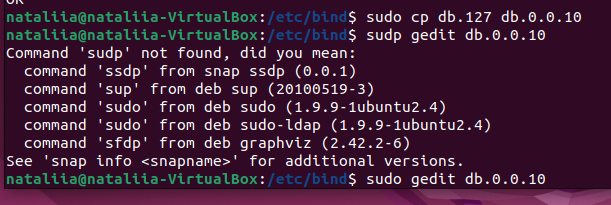 OK
nataliia@nataliia-VirtualBox:/etc/bind$ sudo cp db.127 db.0.0.10
nataliia@nataliia-VirtualBox:/etc/bind$ sudp gedit db.0.0.10
Command 'sudp' not found, did you mean:
  command 'ssdp' from snap ssdp (0.0.1)
  command 'sup' from deb sup (20100519-3)
  command 'sudo' from deb sudo (1.9.9-1ubuntu2.4)
  command 'sudo' from deb sudo-ldap (1.9.9-1ubuntu2.4)
  command 'sfdp' from deb graphviz (2.42.2-6)
See 'snap info <snapname>' for additional versions.
nataliia@nataliia-VirtualBox:/etc/bind$ sudo gedit db.0.0.10